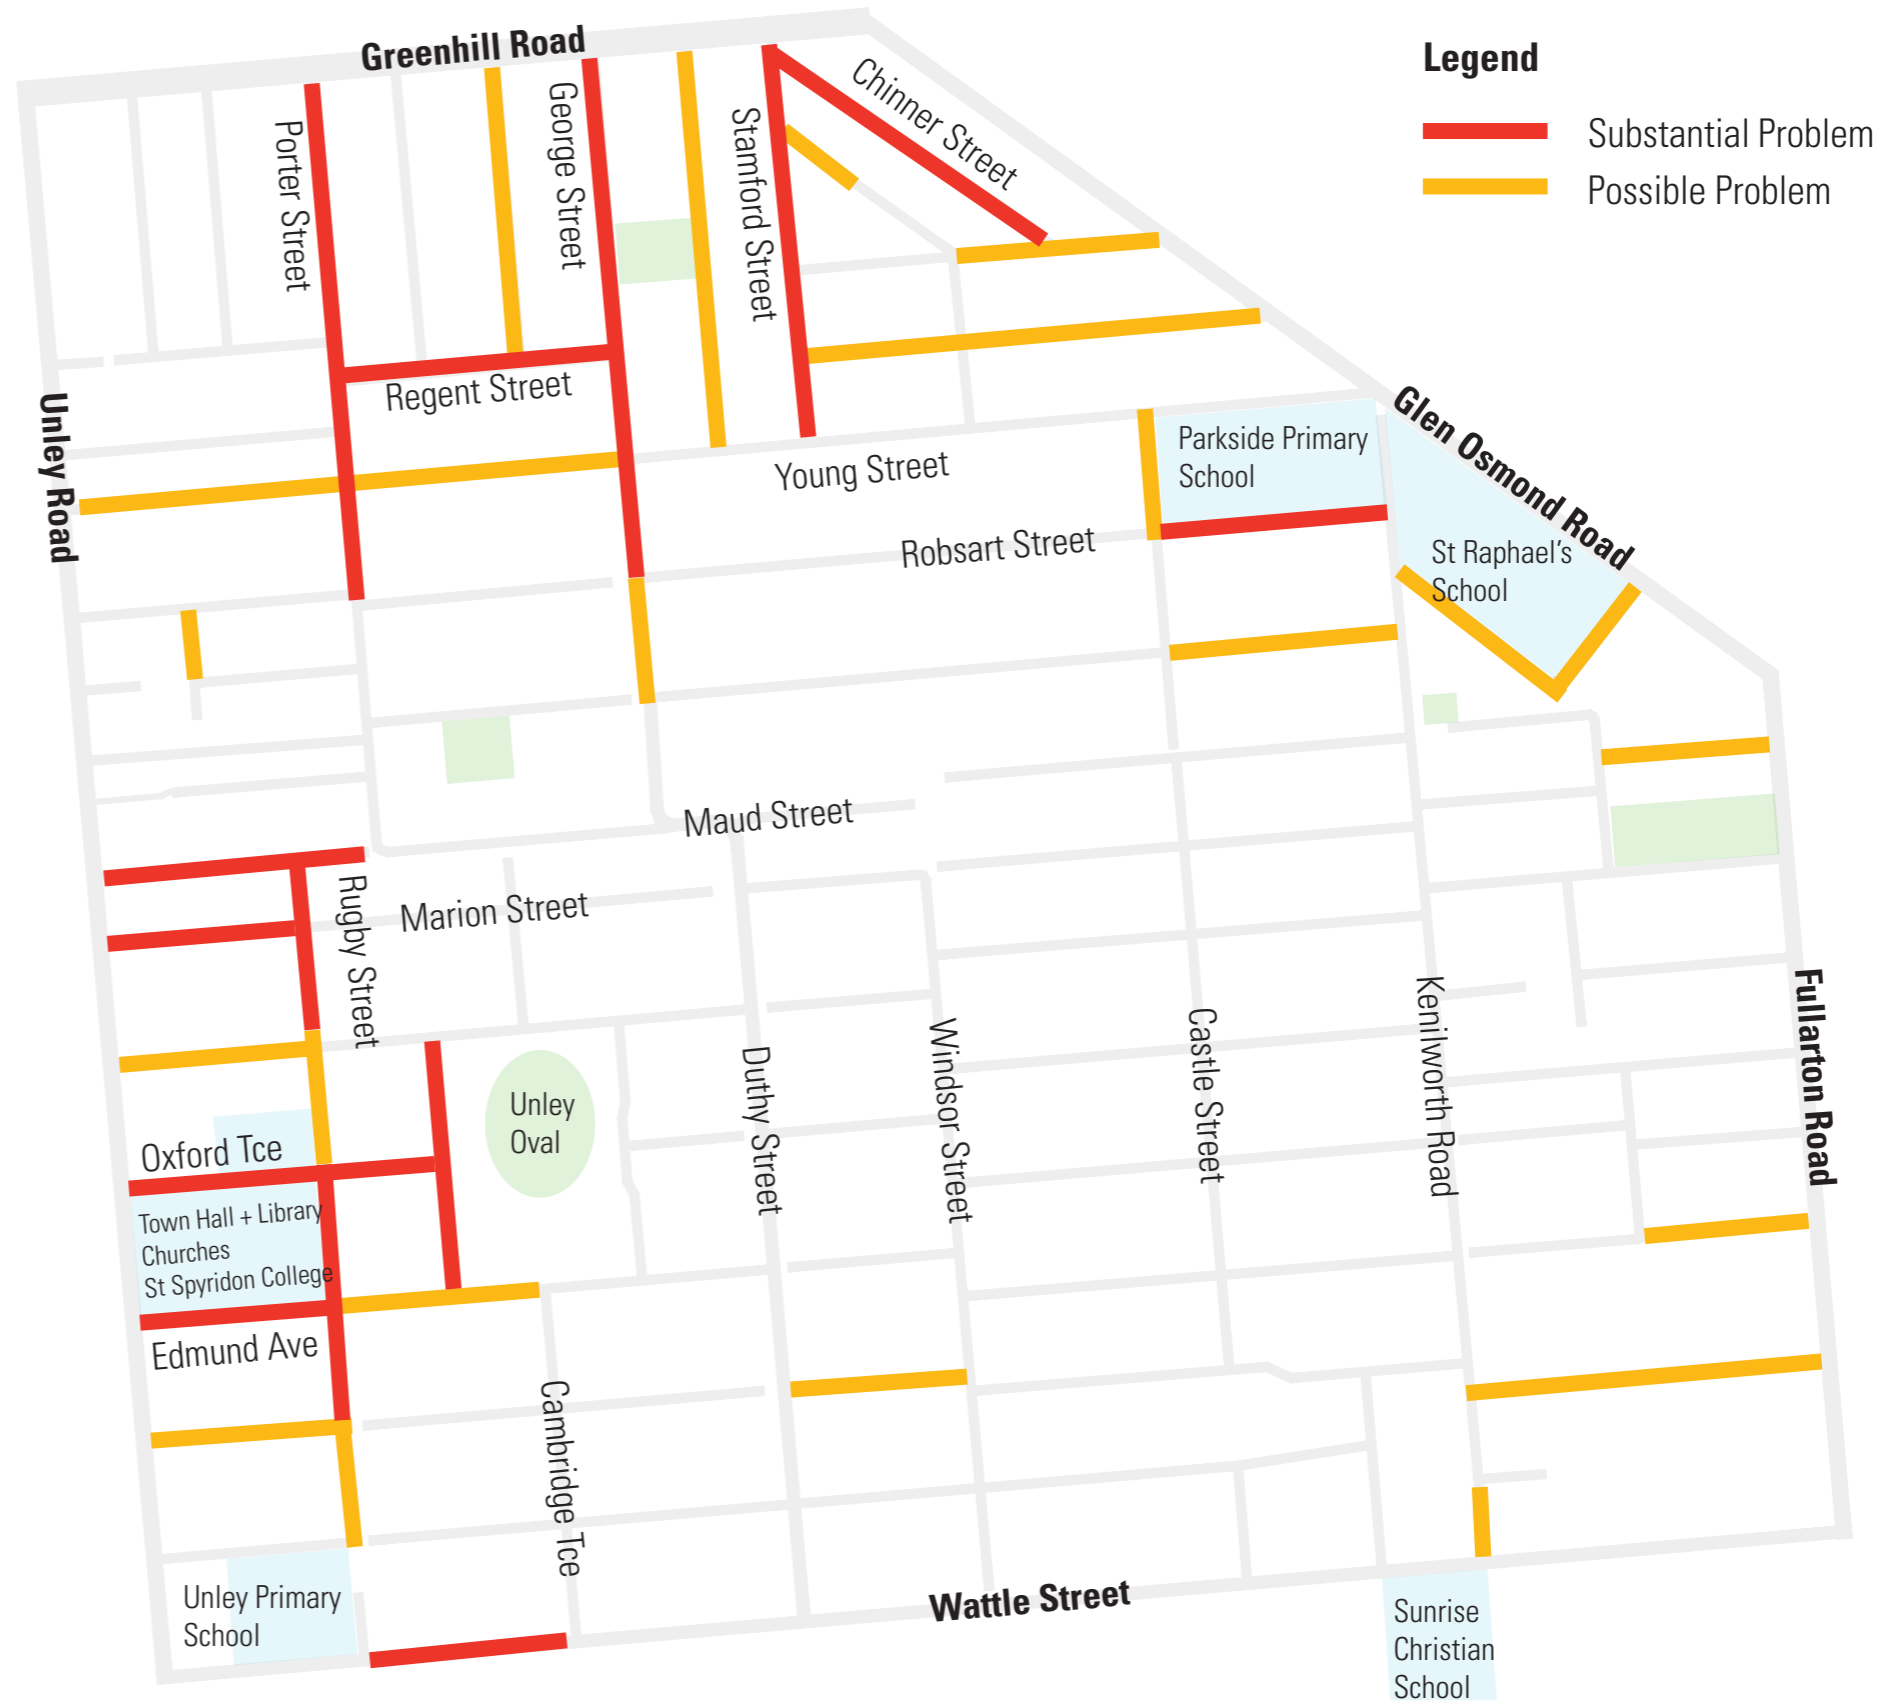 Greenhill Road
Legend
Substantial Problem
Possible Problem
Porter Street
George Street
Stamford Street
Chinner Street
Regent Street
Unley Road
Young Street
Parkside Primary
School
Glen Osmond Road
Robsart Street
St Raphael's
School
Maud Street
Rugby Street
Marion Street
Kenilworth Road
Fullarton Road
Castle Street
Windsor Street
Duthy Street
Unley
Oval
Oxford Tce
Town Hall + Library
Churches
St Spyridon College
Edmund Ave
Cambridge Tce
Unley Primary
School
Wattle Street
Sunrise
Christian
School